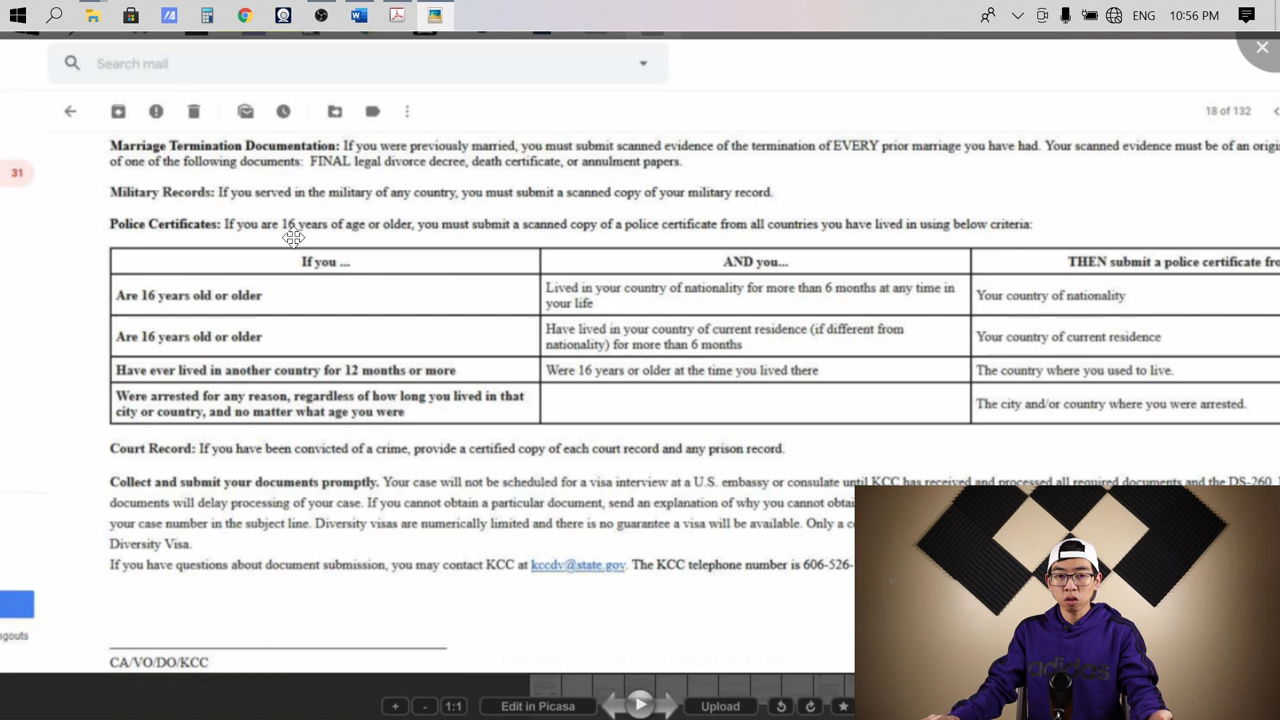 ENG 10:56 PM
Search mail
18 of 132
Marriage Termination Documentation: If you were previously married, you must submit scanned evidence of the termination of EVERY prior marriage you have had. Your scanned evidence must be of an origi
of one of the following documents: FINAL legal divorce decree, death certificate, or annulment papers.
31
Military Records: If you served in the military of any country, you must submit a scanned copy of your military record.
Police Certificates: If you are 16 years of age or older, you must submit a scanned copy of a police certificate from all countries you have lived in using below criteria:
If you ... AND you... THEN submit a police certificate fro
Are 16 years old or older
Lived in your country of nationality for more than 6 months at any time in
your life
Your country of nationality
Are 16 years old or older
Have lived in your country of current residence (if different from
nationality) for more than 6 months
Your country of current residence
Have ever lived in another country for 12 months or more
Were 16 years or older at the time you lived there
The country where you used to live.
Were arrested for any reason, regardless of how long you lived in that
city or country, and no matter what age you were
The city and/or country where you were arrested.
Court Record: If you have been convicted of a crime, provide a certified copy of each court record and any prison record.
Collect and submit your documents promptly. Your case will not be scheduled for a visa interview at a U.S. embassy or consulate until KCC has received and processed all required documents and the DS-260.
documents will delay processing of your case. If you cannot obtain a particular document, send an explanation of why you cannot obtai
your case number in the subject line. Diversity visas are numerically limited and there is no guarantee a visa will be available. Only a c
Diversity Visa.
If you have questions about document submission, you may contact KCC at kccdv@state.gov. The KCC telephone number is 606-526-
ngouts
CA/VO/DO/KCC
+ - 1:1 Edit in Picasa Upload
adidas